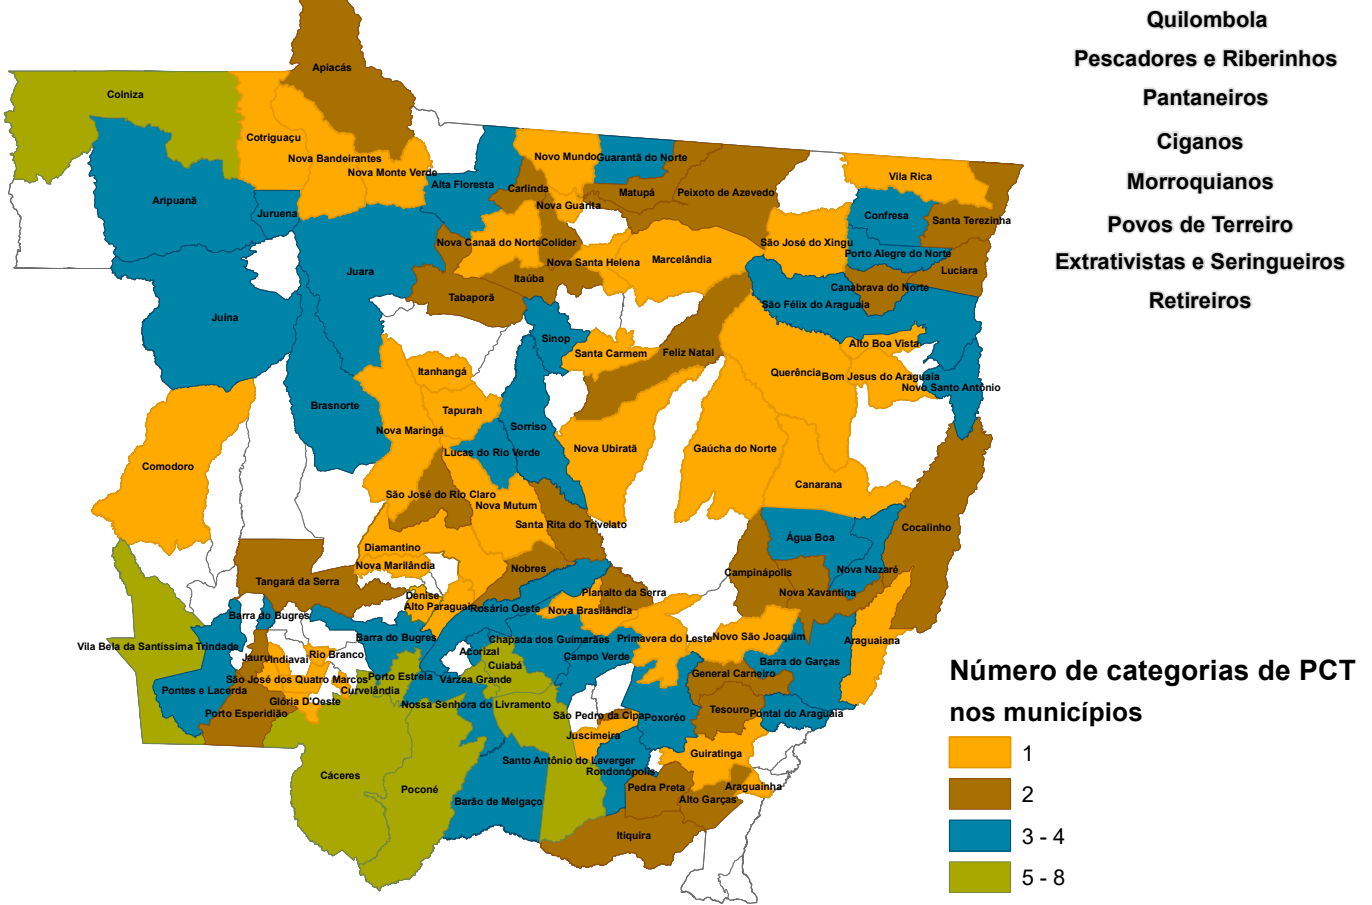 Quilombola
Pescadores e Riberinhos
Pantaneiros
Ciganos
Morroquianos
Povos de Terreiro
Extrativistas e Seringueiros
Retireiros
Apiacás
Colniza
Cotriguaçu
Nova Bandeirantes
Nova Monte Verde
Novo Mundo
Guarantã do Norte
Vila Rica
Aripuanã
Juruena
Alta Floresta
Carlinda
Nova Guarita
Matupá
Peixoto de Azevedo
Confresa
Santa Terezinha
Juara
Nova Canaã do Norte
Colíder
Nova Santa Helena
Marcelândia
São José do Xingu
Porto Alegre do Norte
Luciara
Itaúba
Tabaporã
Canabrava do Norte
São Félix do Araguaia
Juína
Sinop
Santa Carmem
Feliz Natal
Alto Boa Vista
Itanhangá
Querência
Bom Jesus do Araguaia
Novo Santo Antônio
Brasnorte
Tapurah
Nova Maringá
Sorriso
Lucas do Rio Verde
Nova Ubiratã
Gaúcha do Norte
Comodoro
Canarana
São José do Rio Claro
Nova Mutum
Santa Rita do Trivelato
Cocalinho
Água Boa
Diamantino
Nova Marilândia
Nobres
Campinápolis
Nova Nazaré
Tangará da Serra
Planalto da Serra
Nova Xavantina
Denise
Alto Paraguai
Rosário Oeste
Nova Brasilândia
Barra do Bugres
Barra do Bugres
Chapada dos Guimarães
Primavera do Leste
Novo São Joaquim
Araguaiana
Vila Bela da Santíssima Trindade
Jauru
Indiavaí
Rio Branco
Acorizal
Cuiabá
Campo Verde
Barra do Garças
São José dos Quatro Marcos
Porto Estrela
Várzea Grande
General Carneiro
Pontes e Lacerda
Curvelândia
Glória D'Oeste
Nossa Senhora do Livramento
Porto Esperidião
São Pedro da Cipa
Poxoréo
Tesouro
Pontal do Araguaia
Juscimeira
Santo Antônio do Leverger
Rondonópolis
Guiratinga
Cáceres
Poconé
Barão de Melgaço
Pedra Preta
Alto Garças
Araguainha
Itiquira
Número de categorias de PCT
nos municípios
1
2
3 - 4
5 - 8